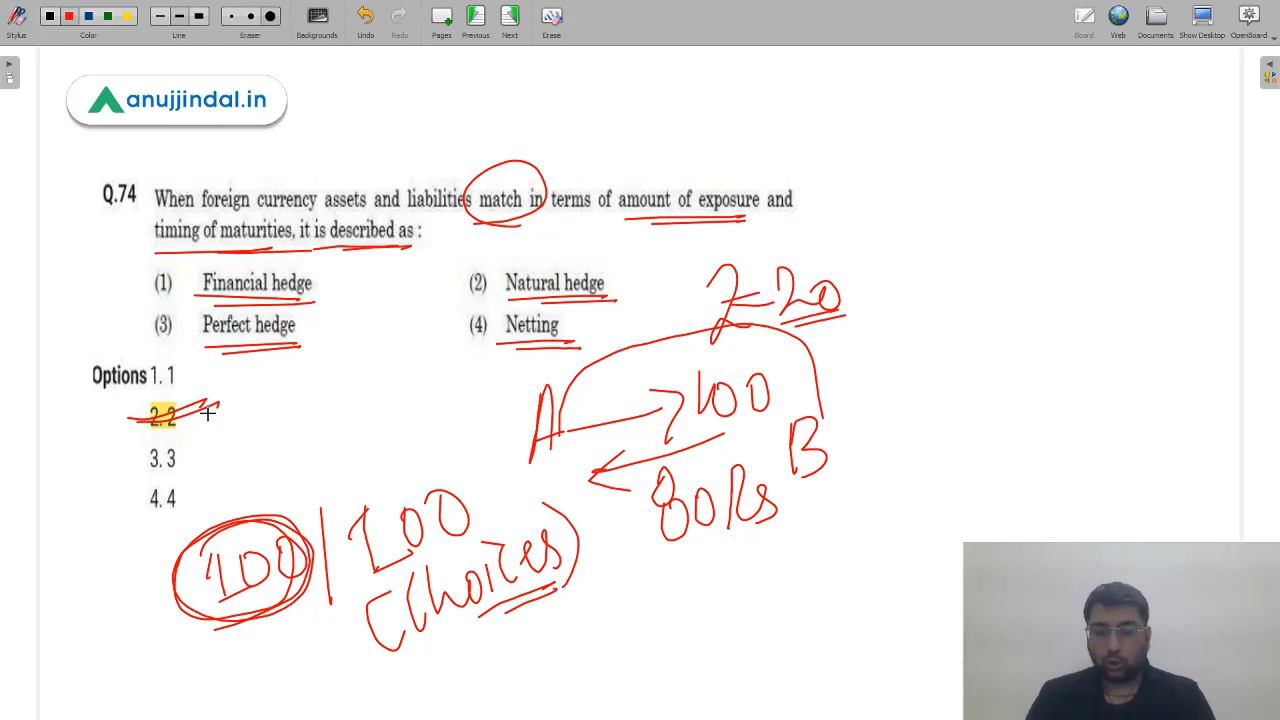 Stylus
Color
Line
Eraser
Backgrounds
Undo
Redo
Pages
Previous
Next
Erase
Board
Web
Documents
Show Desktop
OpenBoard
anujjindal.in
Q.74 When foreign currency assets and liabilities match in terms of amount of exposure and
timing of maturities, it is described as :
(1) Financial hedge
(2) Natural hedge
(3) Perfect hedge
(4) Netting
Options 1. 1
2. 2
3. 3
4. 4
₹ 20
A
100
B
80 Rs
100
100
(Choices)